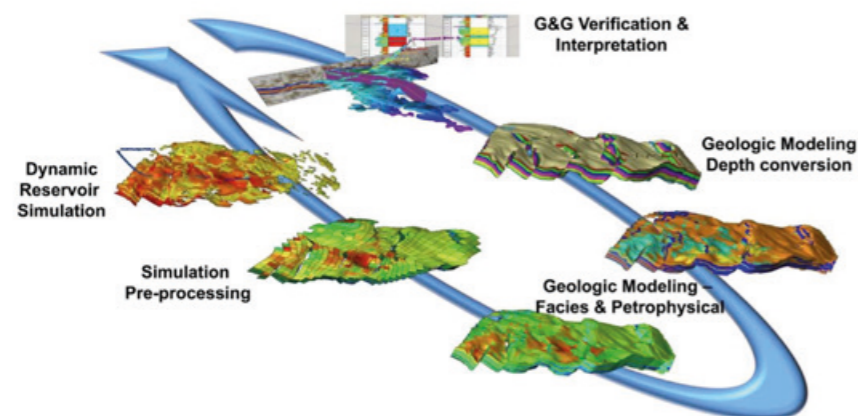 G&G Verification &
Interpretation
Geologic Modeling
Depth conversion
Geologic Modeling –
Facies & Petrophysical
Simulation
Pre-processing
Dynamic
Reservoir
Simulation